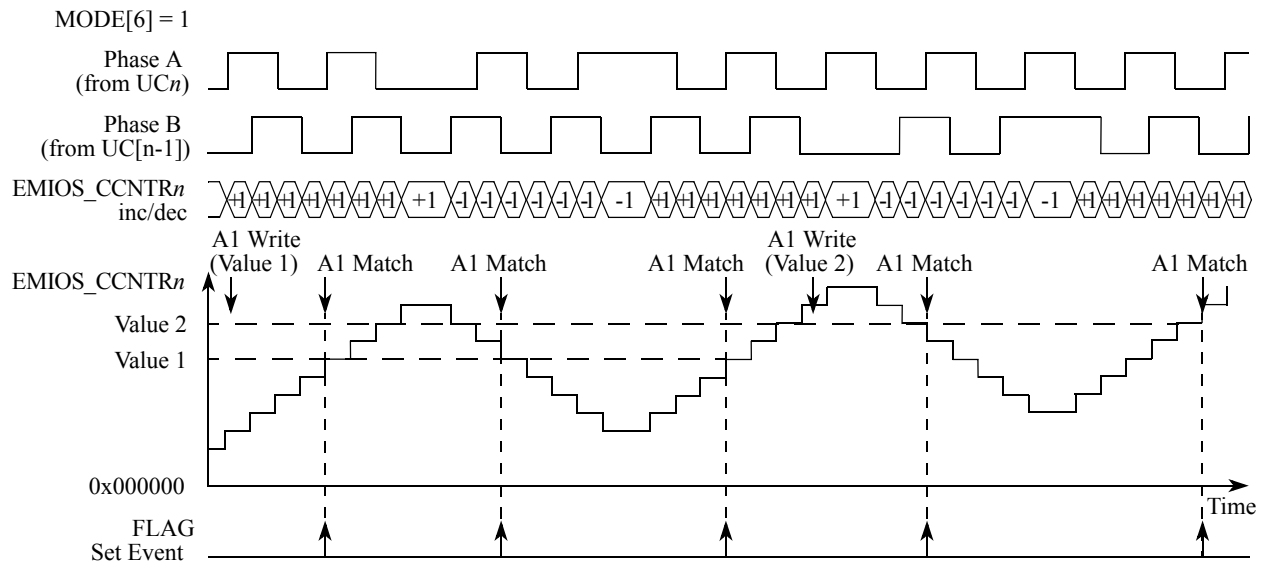 MODE[6] = 1
Phase A
(from UCn)
Phase B
(from UC[n-1])
EMIOS_CCNTRn
inc/dec
+1 +1 +1 +1 +1 +1 +1 +1 -1 -1 -1 -1 -1 -1 -1 +1 +1 +1 +1 +1 +1 +1 +1 -1 -1 -1 -1 -1 -1 -1 +1 +1 +1 +1 +1 +1 +1
A1 Write
(Value 1)
A1 Match
A1 Match
A1 Match
A1 Write
(Value 2)
A1 Match
A1 Match
EMIOS_CCNTRn
Value 2
Value 1
0x000000
Time
FLAG
Set Event